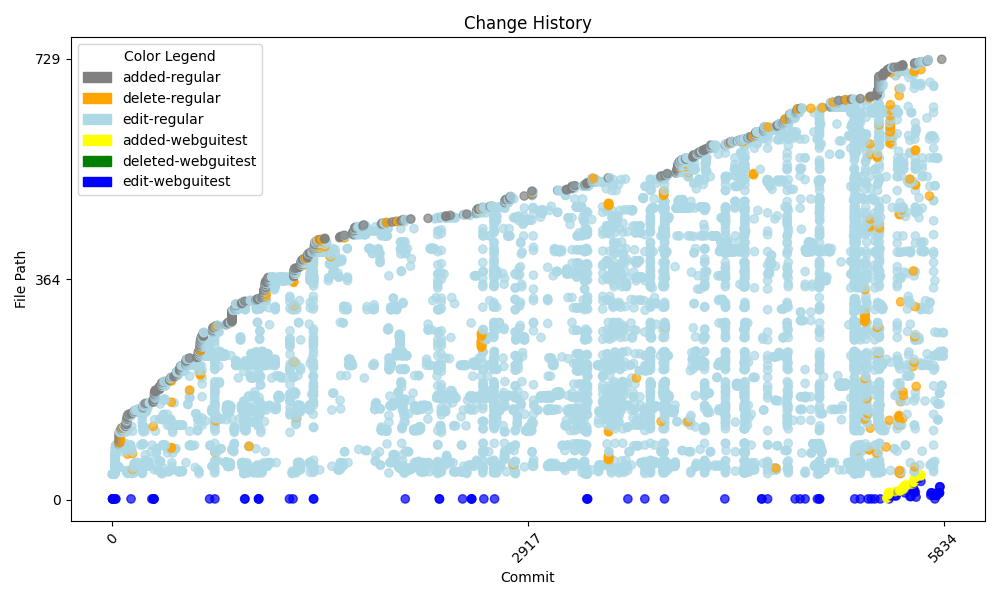 Change History
Color Legend
added-regular
delete-regular
edit-regular
added-webguitest
deleted-webguitest
edit-webguitest
File Path
729
364
0
0
2917
5834
Commit